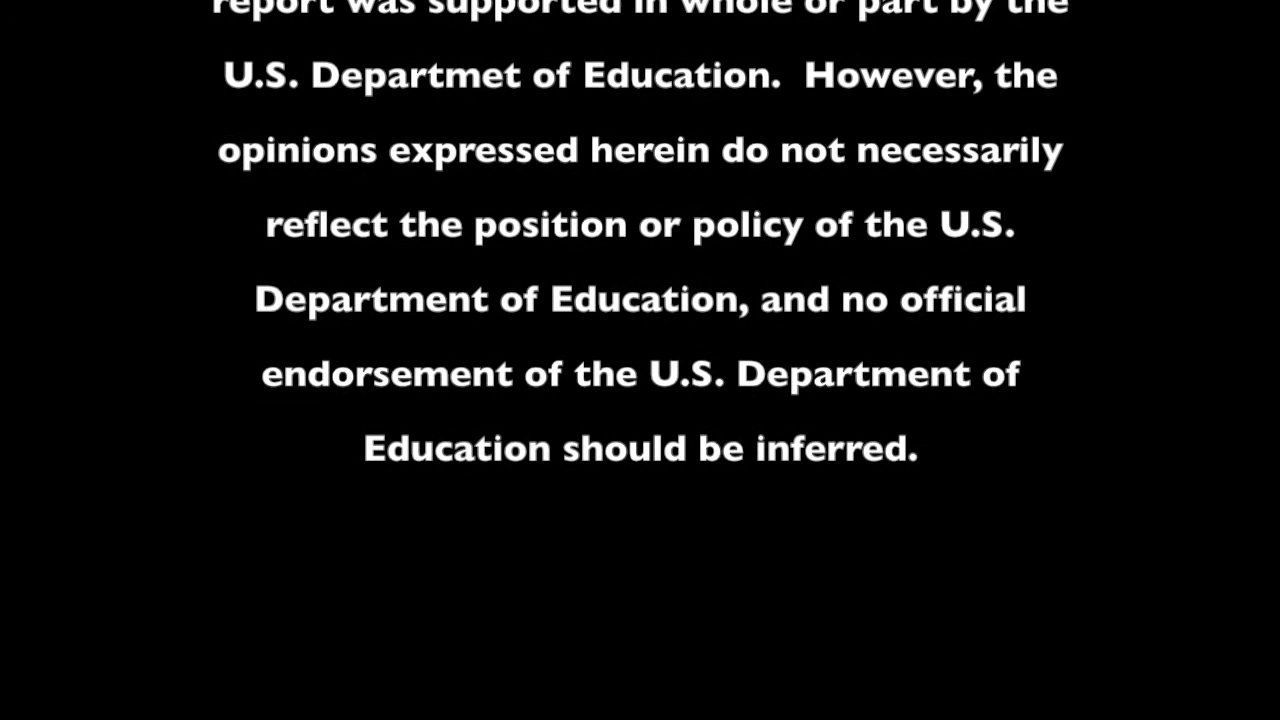 report was supported in whole or part by the
U.S. Departmet of Education.  However, the
opinions expressed herein do not necessarily
reflect the position or policy of the U.S.
Department of Education, and no official
endorsement of the U.S. Department of
Education should be inferred.